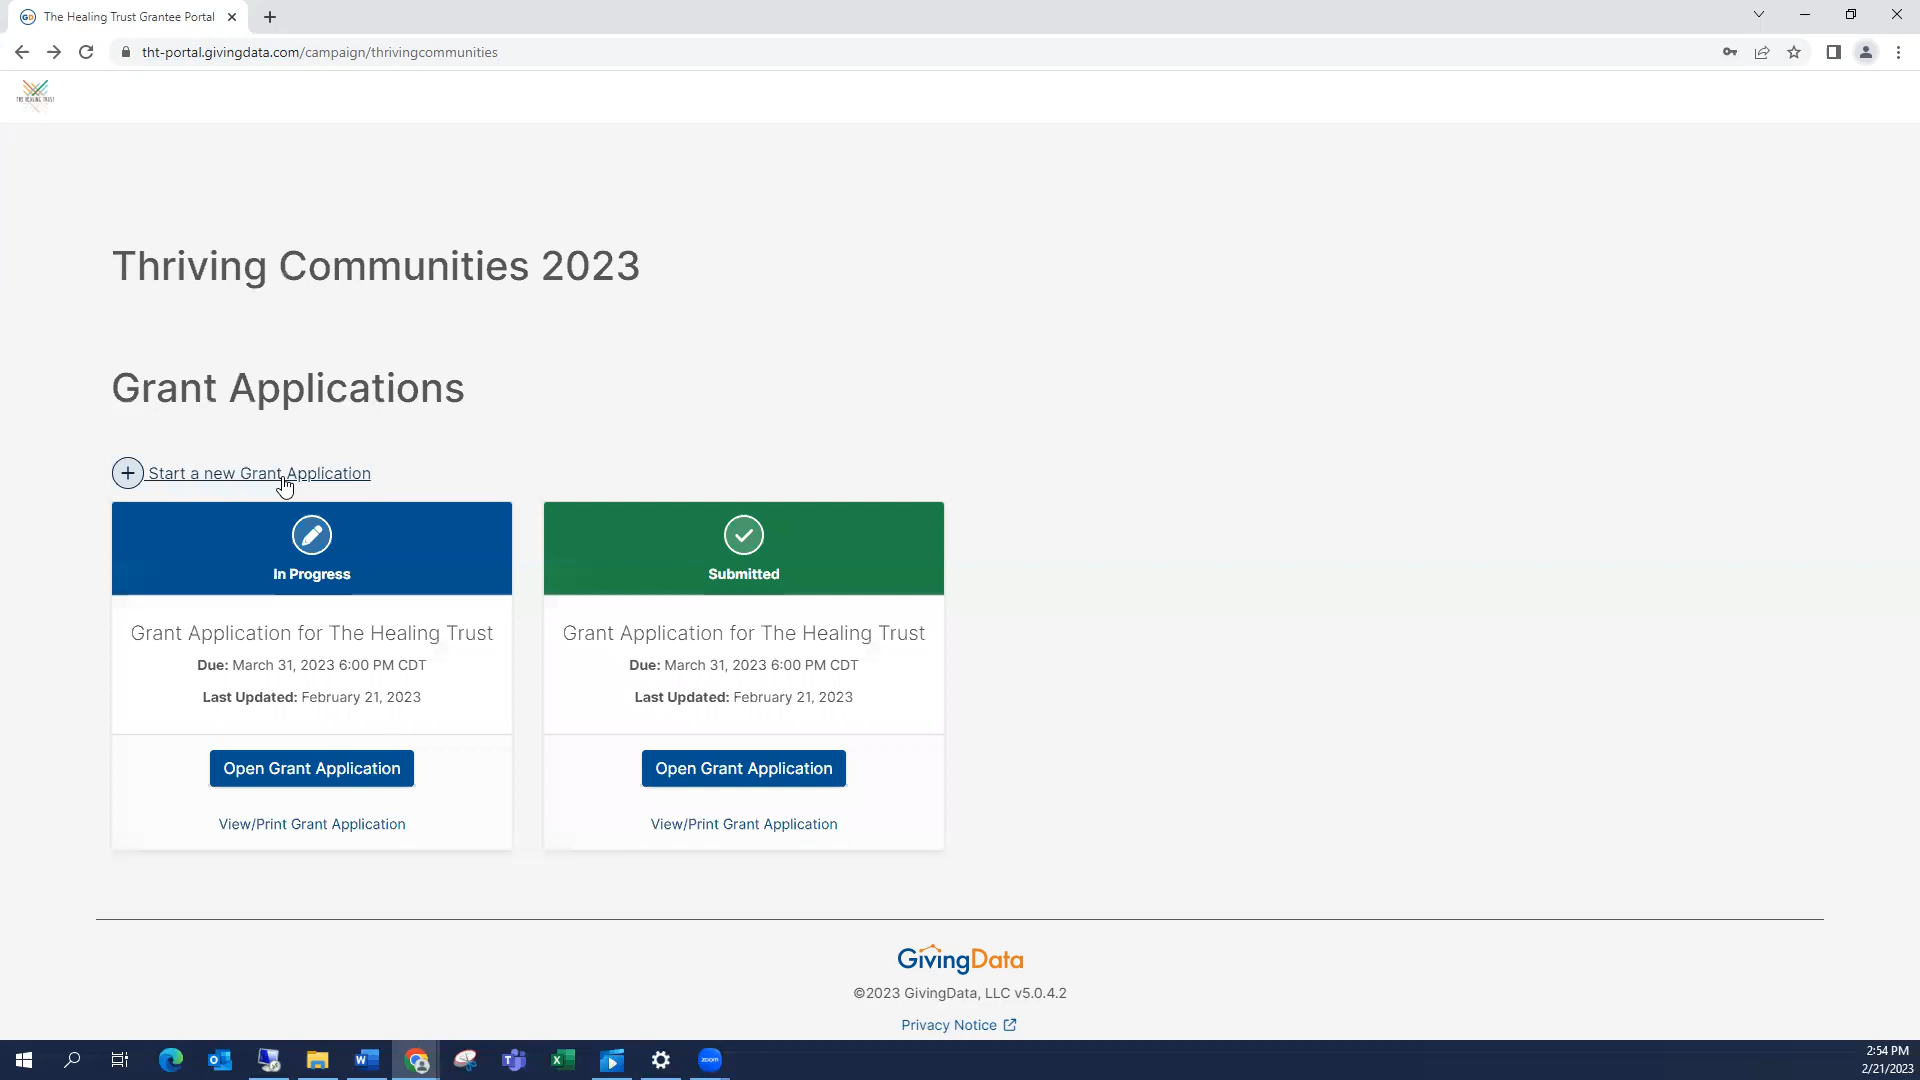 The Healing Trust Grantee Portal
tht-portal.givingdata.com/campaign/thrivingcommunities
THE HEALING TRUST
Thriving Communities 2023
Grant Applications
Start a new Grant Application
In Progress
Submitted
Grant Application for The Healing Trust
Due: March 31, 2023 6:00 PM CDT
Last Updated: February 21, 2023
Open Grant Application
View/Print Grant Application
Grant Application for The Healing Trust
Due: March 31, 2023 6:00 PM CDT
Last Updated: February 21, 2023
Open Grant Application
View/Print Grant Application
GivingData
©2023 GivingData, LLC v5.0.4.2
Privacy Notice
zoom
2:54 PM
2/21/2023